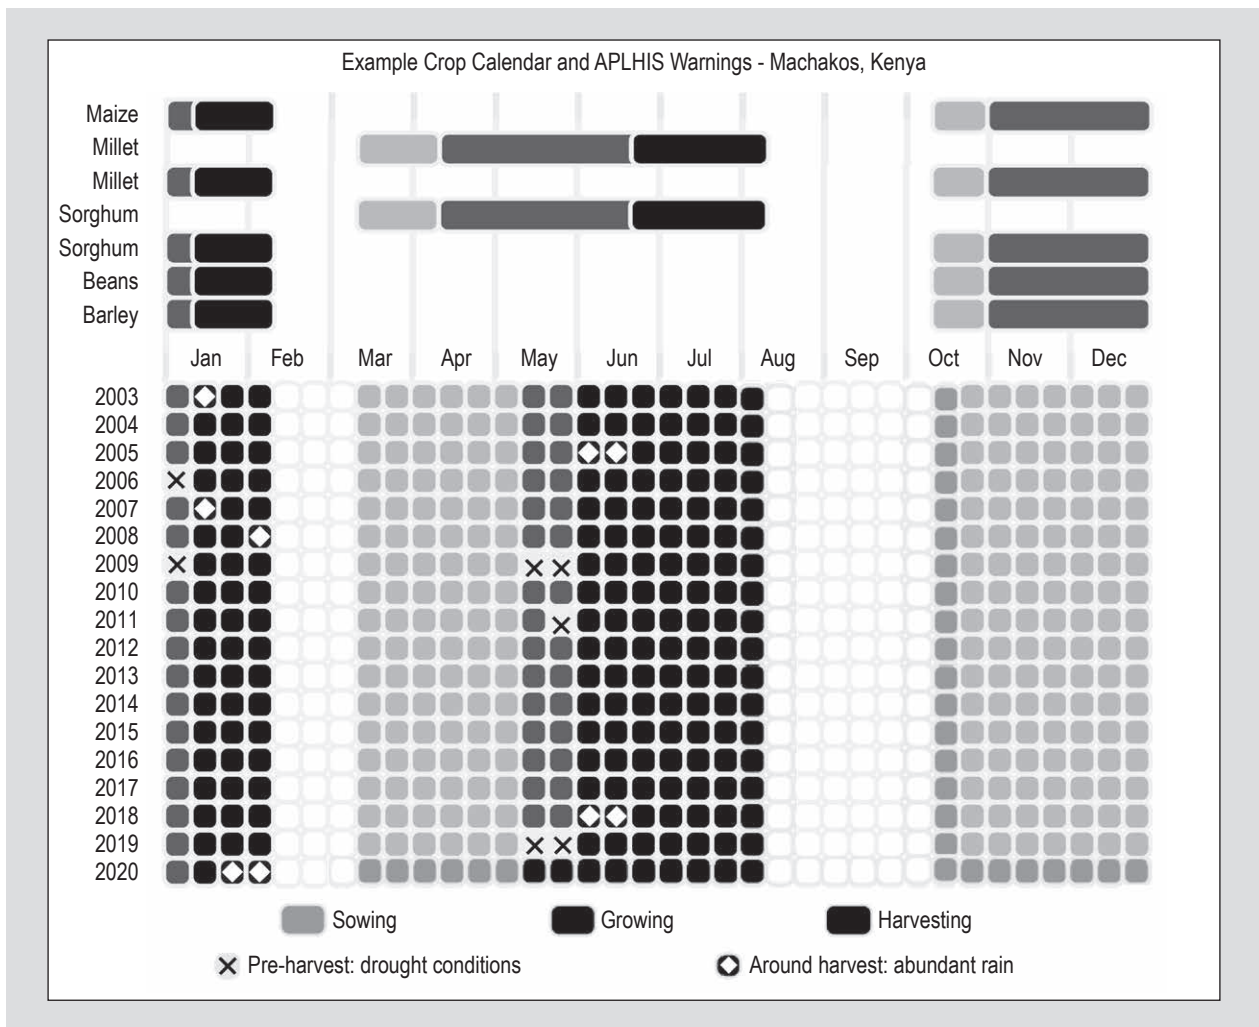 Example Crop Calendar and APLHIS Warnings - Machakos, Kenya
Maize
Millet
Millet
Sorghum
Sorghum
Beans
Barley
Jan Feb Mar Apr May Jun Jul Aug Sep Oct Nov Dec
2003
2004
2005
2006
2007
2008
2009
2010
2011
2012
2013
2014
2015
2016
2017
2018
2019
2020
Sowing Growing Harvesting
Pre-harvest: drought conditions Around harvest: abundant rain